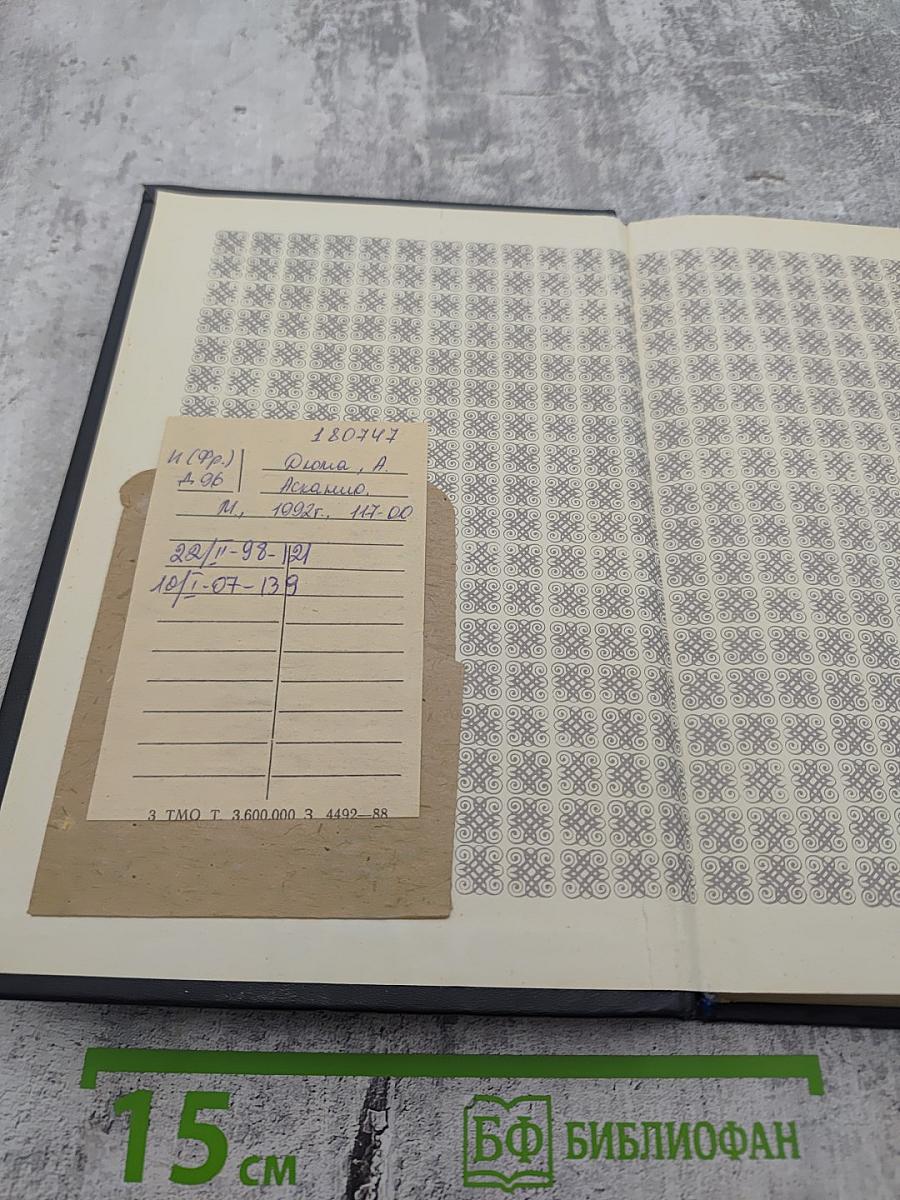 180747
И(Фр.) Дюма, А.
Д 96 Асканио.
М., 1992г. 117-00
22/II-98-121
10/I-07-139
3 ТМО Т. 3.600.000 З. 4492—88
15 см
БФ БИБЛИОФАН